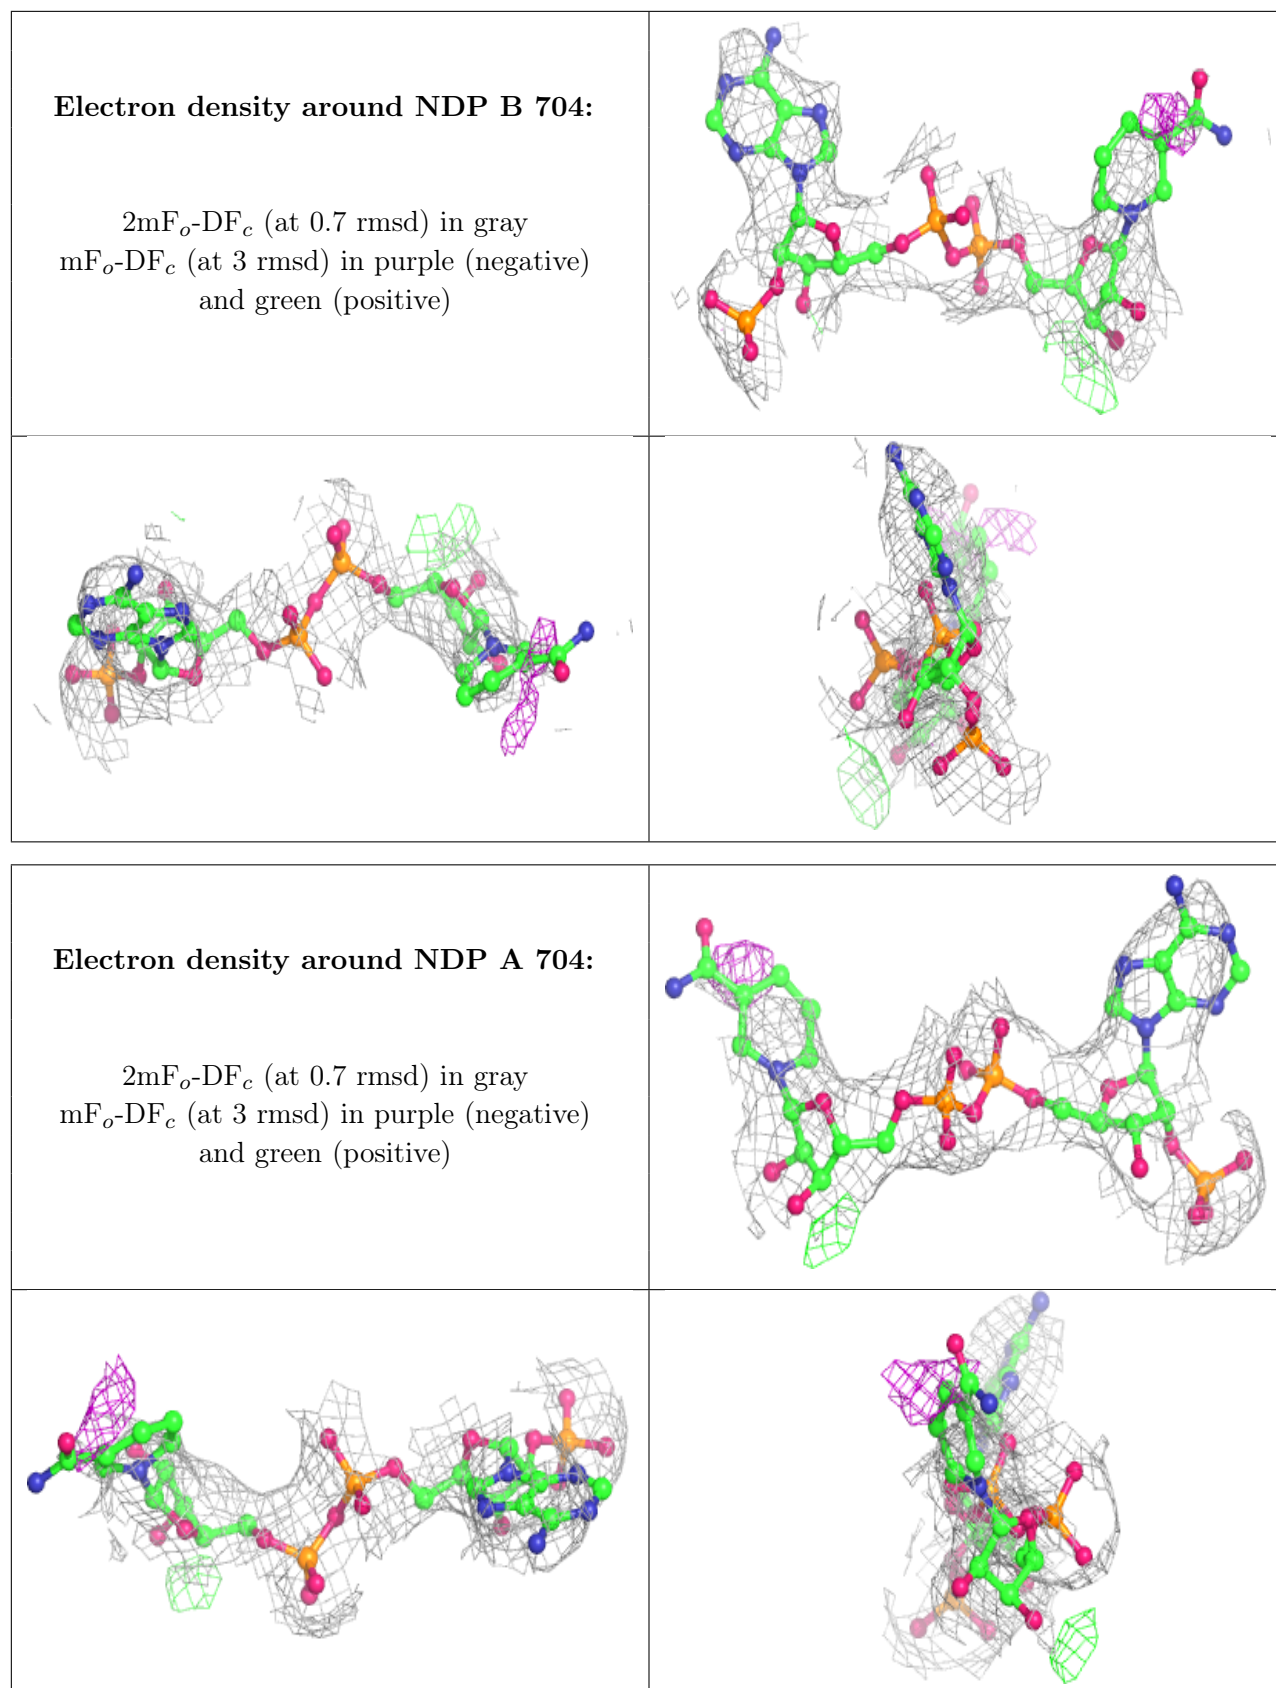 Electron density around NDP B 704:
2mFₒ-DF𝒸 (at 0.7 rmsd) in gray
mFₒ-DF𝒸 (at 3 rmsd) in purple (negative)
and green (positive)
Electron density around NDP A 704:
2mFₒ-DF𝒸 (at 0.7 rmsd) in gray
mFₒ-DF𝒸 (at 3 rmsd) in purple (negative)
and green (positive)